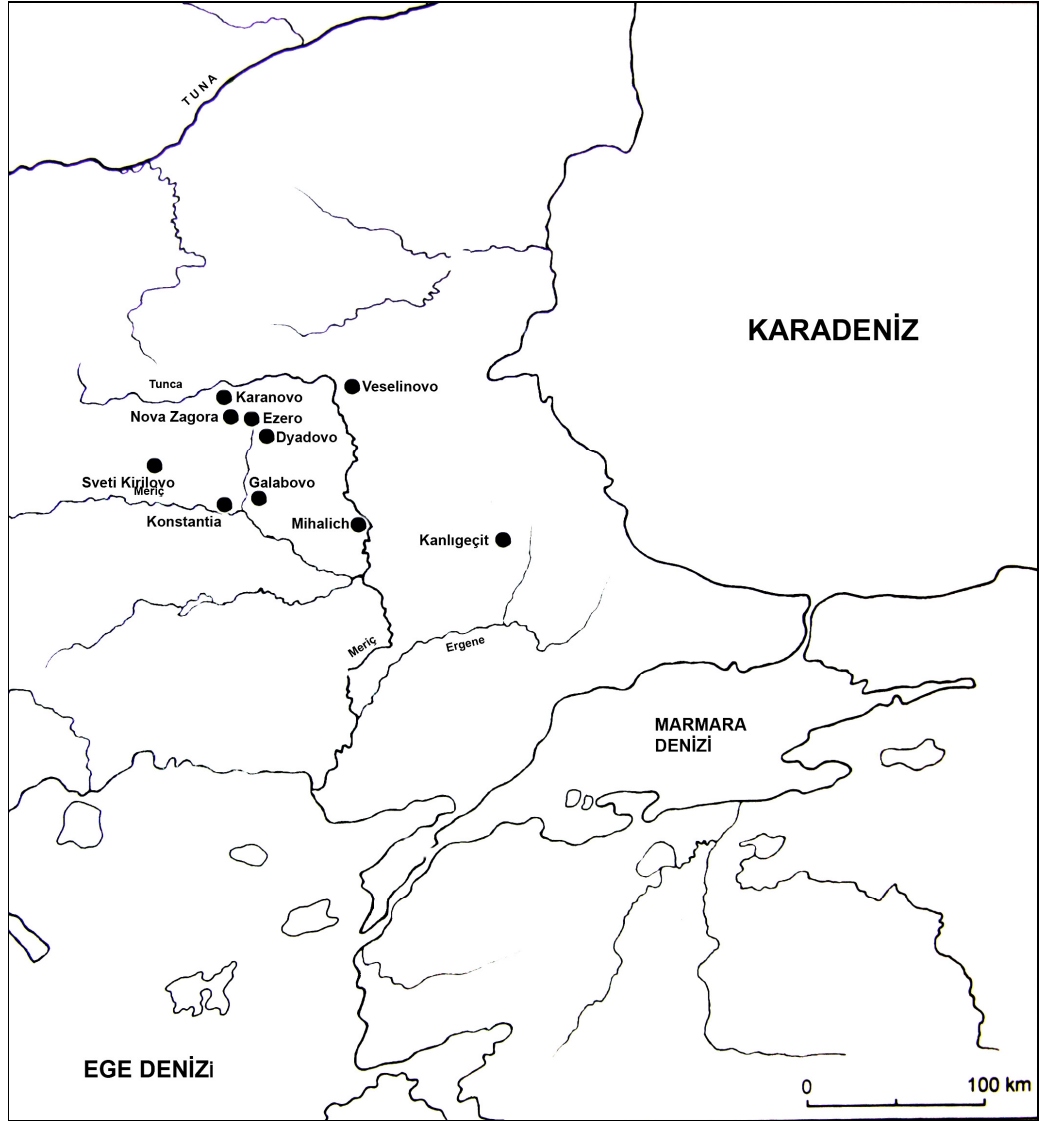 TUNA
KARADENİZ
Tunca
Veselinovo
Karanovo
Nova Zagora
Ezero
Dyadovo
Sveti Kirilovo
Meriç
Galabovo
Konstantia
Mihalich
Kanlıgeçit
Meriç
Ergene
MARMARA
DENİZİ
EGE DENİZi
0
100 km